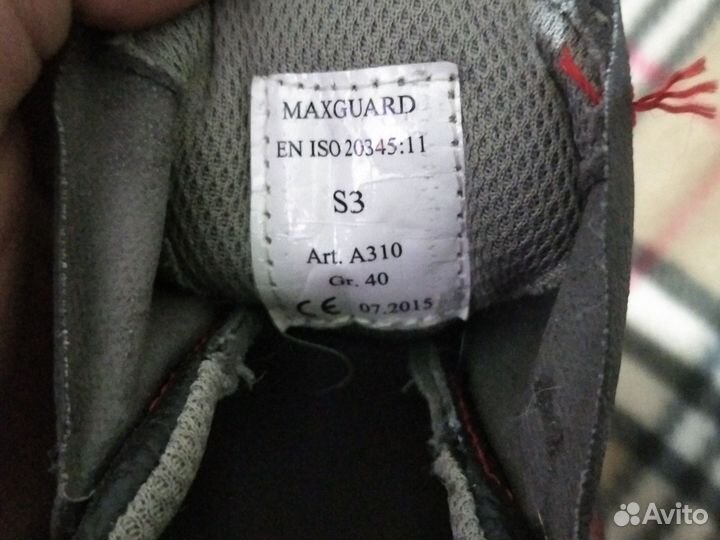 MAXGUARD
EN ISO 20345:11
S3
Art. A310
Gr. 40
CE 07.2015
Avito